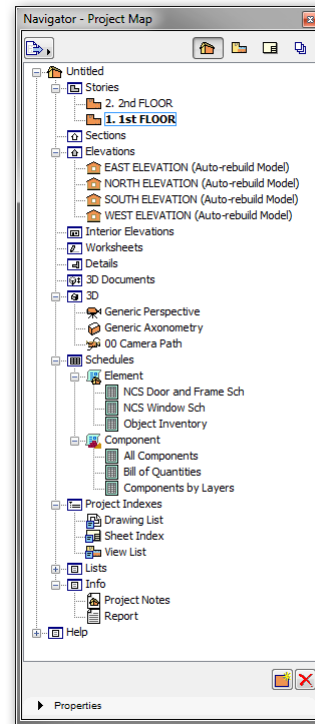 Navigator - Project Map
Untitled
Stories
2. 2nd FLOOR
1. 1st FLOOR
Sections
Elevations
EAST ELEVATION (Auto-rebuild Model)
NORTH ELEVATION (Auto-rebuild Model)
SOUTH ELEVATION (Auto-rebuild Model)
WEST ELEVATION (Auto-rebuild Model)
Interior Elevations
Worksheets
Details
3D Documents
3D
Generic Perspective
Generic Axonometry
00 Camera Path
Schedules
Element
NCS Door and Frame Sch
NCS Window Sch
Object Inventory
Component
All Components
Bill of Quantities
Components by Layers
Project Indexes
Drawing List
Sheet Index
View List
Lists
Info
Project Notes
Report
Help
Properties